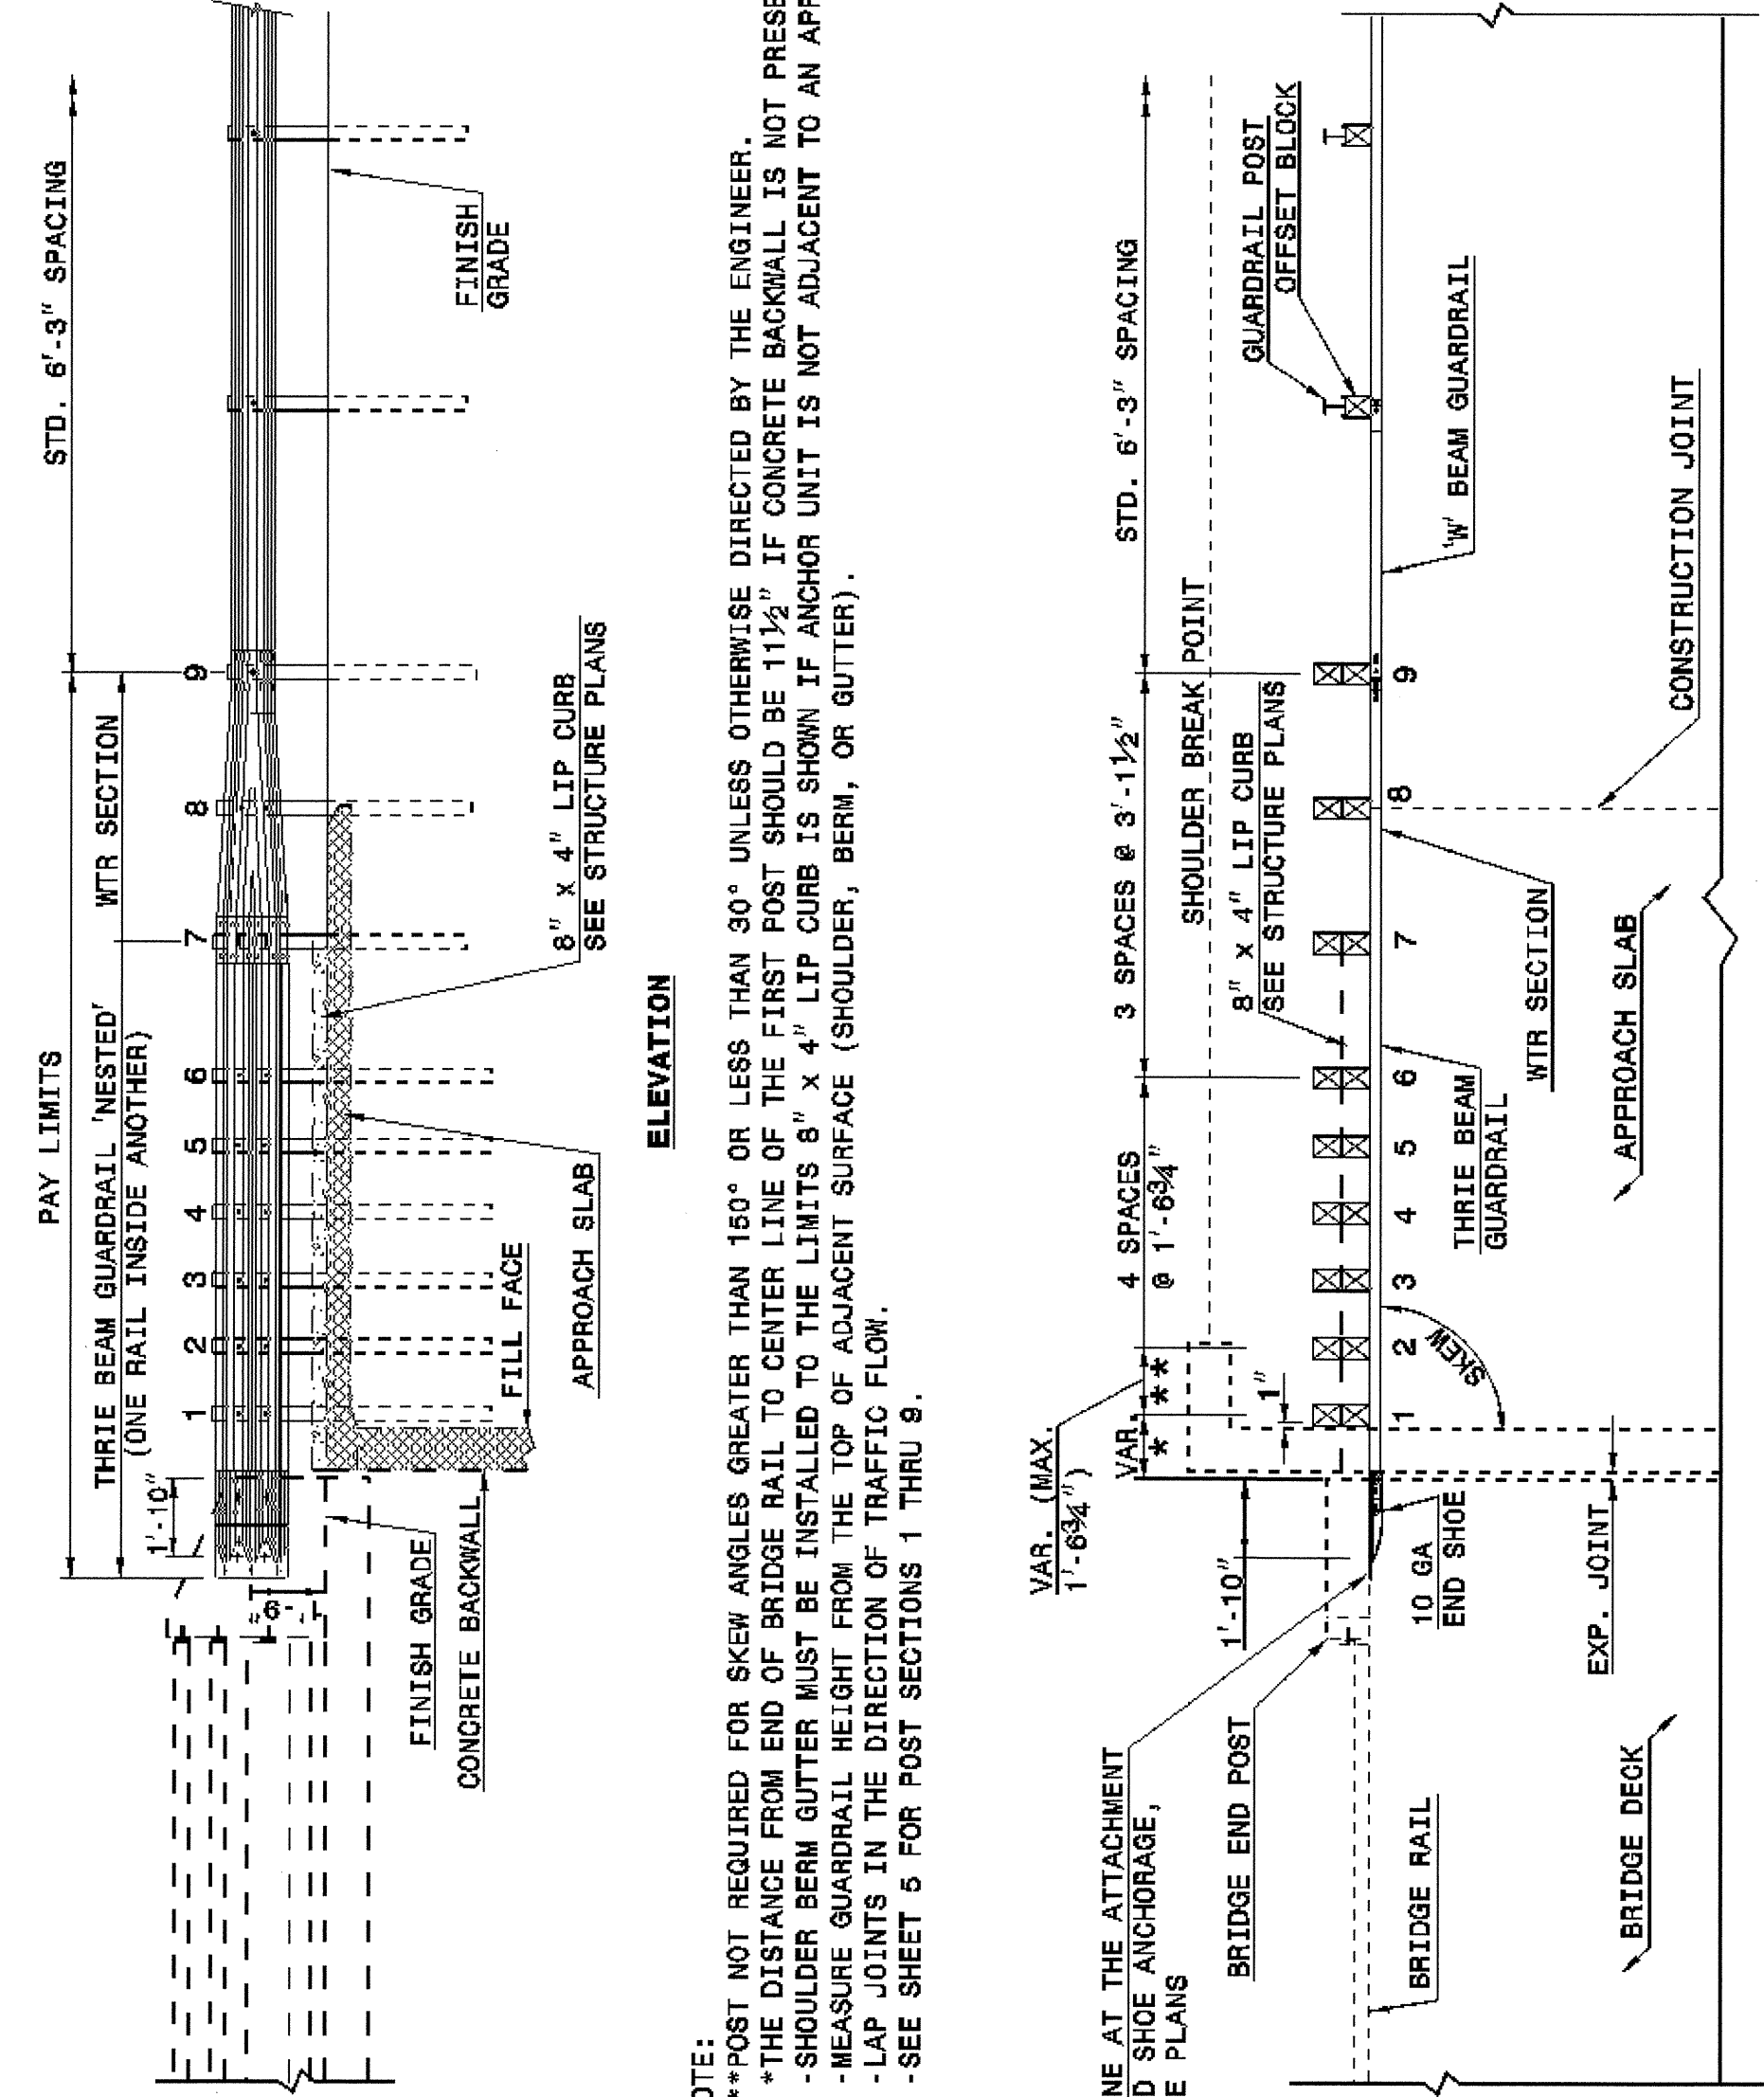 PAY LIMITS
STD. 6'-3" SPACING
THRIE BEAM GUARDRAIL 'NESTED'
(ONE RAIL INSIDE ANOTHER)
WTR SECTION
1'-10"
1 2 3 4 5 6 7 8 9
6"
FINISH GRADE
CONCRETE BACKWALL
FILL FACE
APPROACH SLAB
8" x 4" LIP CURB
SEE STRUCTURE PLANS
FINISH
GRADE
ELEVATION
OTE:
**POST NOT REQUIRED FOR SKEW ANGLES GREATER THAN 150° OR LESS THAN 30° UNLESS OTHERWISE DIRECTED BY THE ENGINEER.
*THE DISTANCE FROM END OF BRIDGE RAIL TO CENTER LINE OF THE FIRST POST SHOULD BE 11½" IF CONCRETE BACKWALL IS NOT PRESE
-SHOULDER BERM GUTTER MUST BE INSTALLED TO THE LIMITS 8" x 4" LIP CURB IS SHOWN IF ANCHOR UNIT IS NOT ADJACENT TO AN APP
-MEASURE GUARDRAIL HEIGHT FROM THE TOP OF ADJACENT SURFACE (SHOULDER, BERM, OR GUTTER).
-LAP JOINTS IN THE DIRECTION OF TRAFFIC FLOW.
-SEE SHEET 5 FOR POST SECTIONS 1 THRU 9.
NE AT THE ATTACHMENT
D SHOE ANCHORAGE,
E PLANS
VAR. (MAX.
1'-6¾")
VAR.
* **
4 SPACES
@ 1'-6¾"
3 SPACES @ 3'-1½"
STD. 6'-3" SPACING
SHOULDER BREAK POINT
8" x 4" LIP CURB
SEE STRUCTURE PLANS
GUARDRAIL POST
OFFSET BLOCK
1'-10"
1"
BRIDGE END POST
1 2 3 4 5 6 7 8 9
SKEW
10 GA
END SHOE
BRIDGE RAIL
THRIE BEAM
GUARDRAIL
WTR SECTION
'W' BEAM GUARDRAIL
EXP. JOINT
BRIDGE DECK
APPROACH SLAB
CONSTRUCTION JOINT